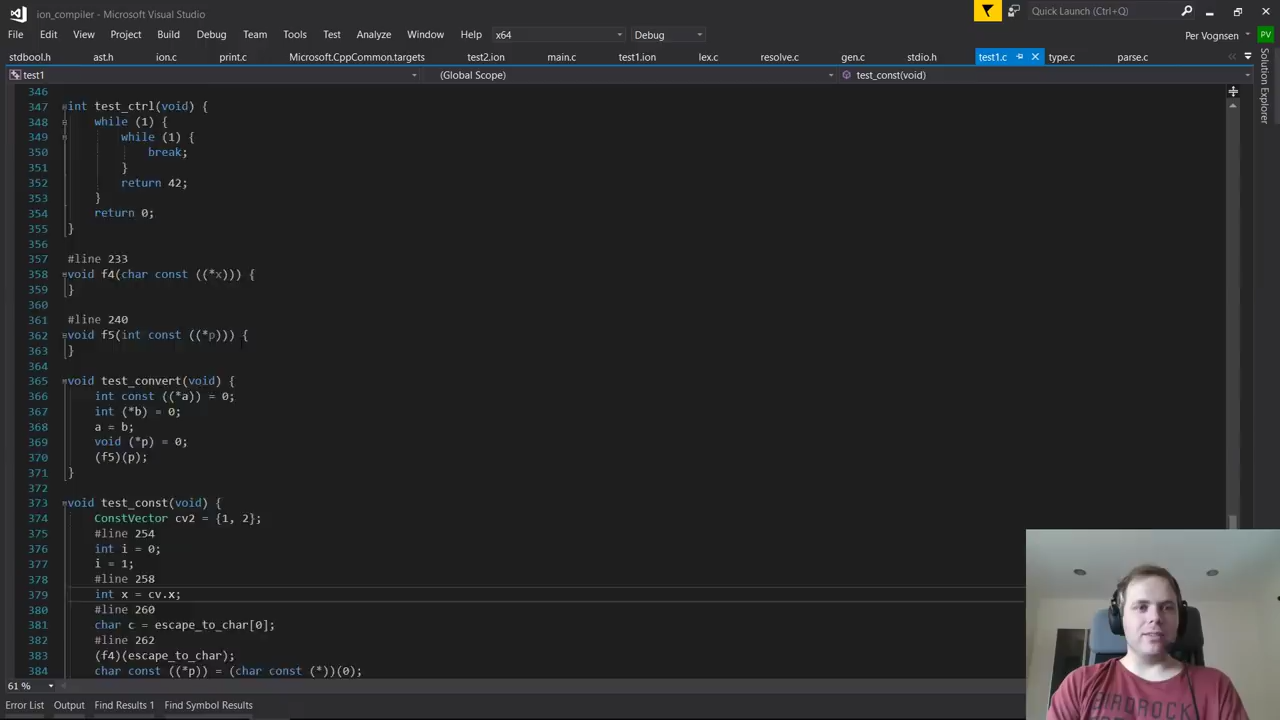 ion_compiler - Microsoft Visual Studio
Quick Launch (Ctrl+Q)
File Edit View Project Build Debug Team Tools Test Analyze Window Help x64 Debug
Per Vognsen PV
stdbool.h ast.h ion.c print.c Microsoft.CppCommon.targets test2.ion main.c test1.ion lex.c resolve.c gen.c stdio.h test1.c type.c parse.c
Solution Explorer
test1 (Global Scope) test_const(void)
346
347 int test_ctrl(void) {
348 while (1) {
349 while (1) {
350 break;
351 }
352 return 42;
353 }
354 return 0;
355 }
356
357 #line 233
358 void f4(char const ((*x))) {
359 }
360
361 #line 240
362 void f5(int const ((*p))) {
363 }
364
365 void test_convert(void) {
366 int const ((*a)) = 0;
367 int (*b) = 0;
368 a = b;
369 void (*p) = 0;
370 (f5)(p);
371 }
372
373 void test_const(void) {
374 ConstVector cv2 = {1, 2};
375 #line 254
376 int i = 0;
377 i = 1;
378 #line 258
379 int x = cv.x;
380 #line 260
381 char c = escape_to_char[0];
382 #line 262
383 (f4)(escape_to_char);
384 char const ((*p)) = (char const (*))(0);
61 %
Error List Output Find Results 1 Find Symbol Results
BIRDROCK